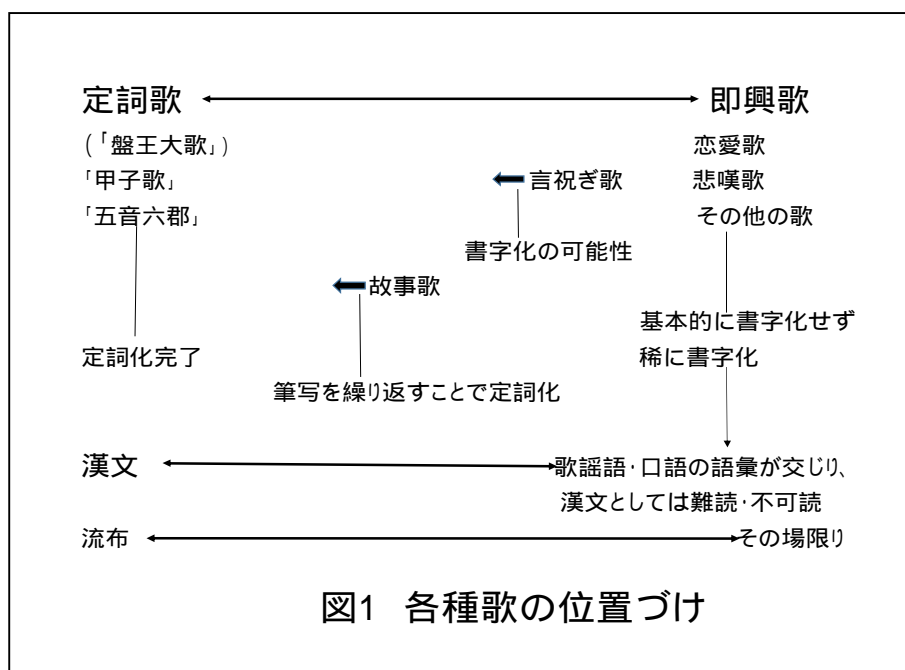 定詞歌 即興歌
(「盤王大歌」) 恋愛歌
「甲子歌」 言祝ぎ歌 悲嘆歌
「五音六郡」 その他の歌
書字化の可能性
故事歌
基本的に書字化せず
定詞化完了 稀に書字化
筆写を繰り返すことで定詞化
漢文 歌謡語・口語の語彙が交じり、
漢文としては難読・不可読
流布 その場限り
図1 各種歌の位置づけ